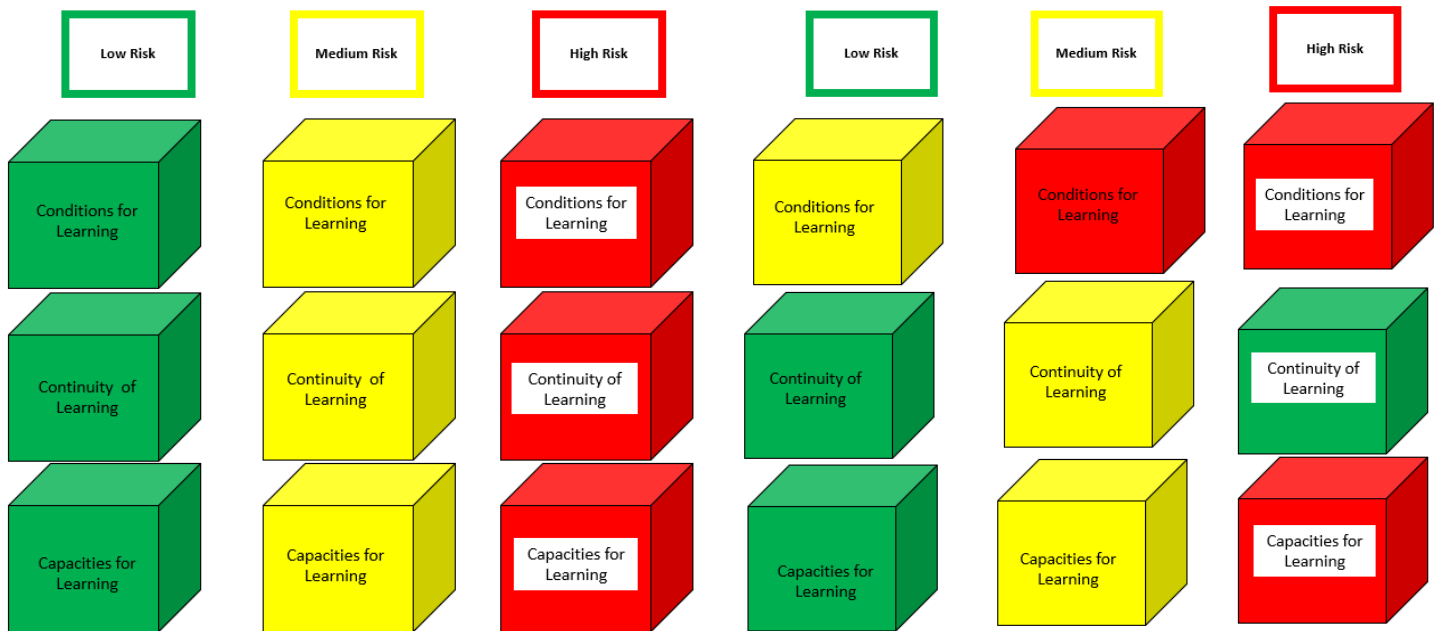 Low Risk
Medium Risk
High Risk
Low Risk
Medium Risk
High Risk
Conditions for
Learning
Conditions for
Learning
Conditions for
Learning
Conditions for
Learning
Conditions for
Learning
Conditions for
Learning
Continuity of
Learning
Continuity of
Learning
Continuity of
Learning
Continuity of
Learning
Continuity of
Learning
Continuity of
Learning
Capacities for
Learning
Capacities for
Learning
Capacities for
Learning
Capacities for
Learning
Capacities for
Learning
Capacities for
Learning